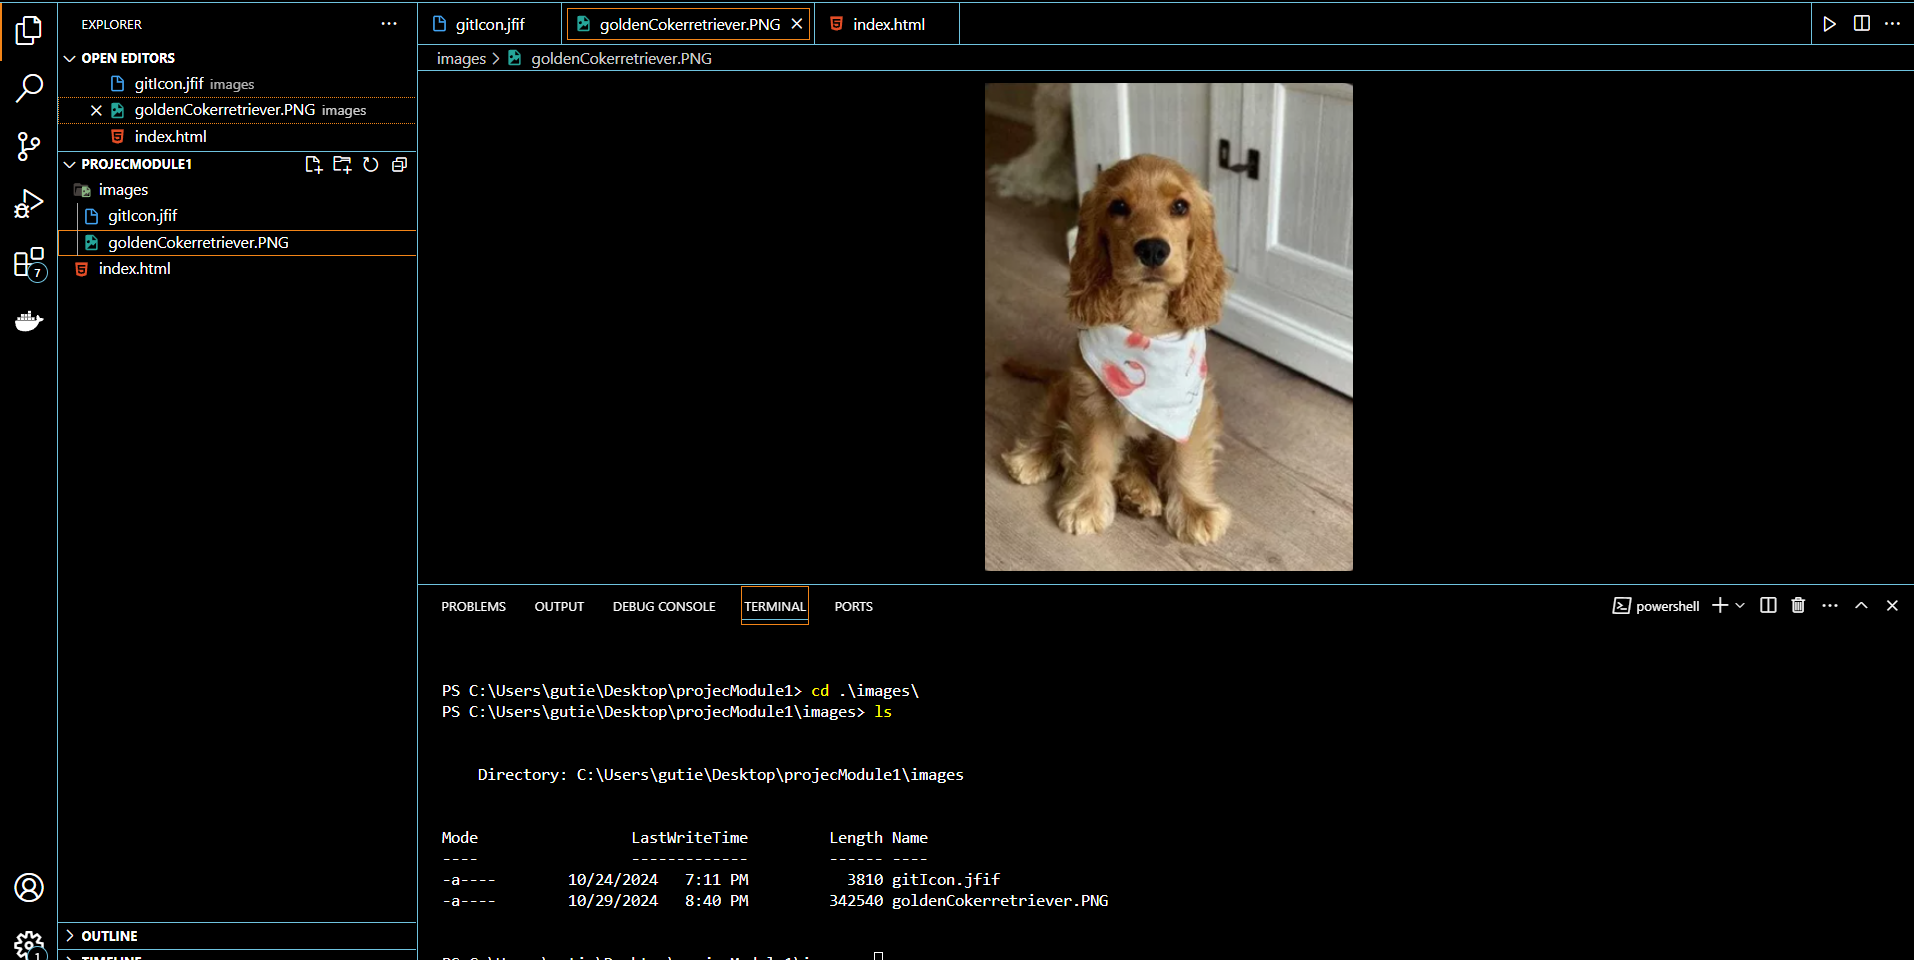 EXPLORER
gitIcon.jfif
goldenCokerretriever.PNG
index.html
images > goldenCokerretriever.PNG
OPEN EDITORS
gitIcon.jfif images
goldenCokerretriever.PNG images
index.html
PROJECMODULE1
images
gitIcon.jfif
goldenCokerretriever.PNG
index.html
7
OUTLINE
TIMELINE
1
PROBLEMS OUTPUT DEBUG CONSOLE TERMINAL PORTS
powershell
PS C:\Users\gutie\Desktop\projecModule1> cd .\images\
PS C:\Users\gutie\Desktop\projecModule1\images> ls
Directory: C:\Users\gutie\Desktop\projecModule1\images
Mode LastWriteTime Length Name
---- ------------- ------ ----
-a---- 10/24/2024 7:11 PM 3810 gitIcon.jfif
-a---- 10/29/2024 8:40 PM 342540 goldenCokerretriever.PNG